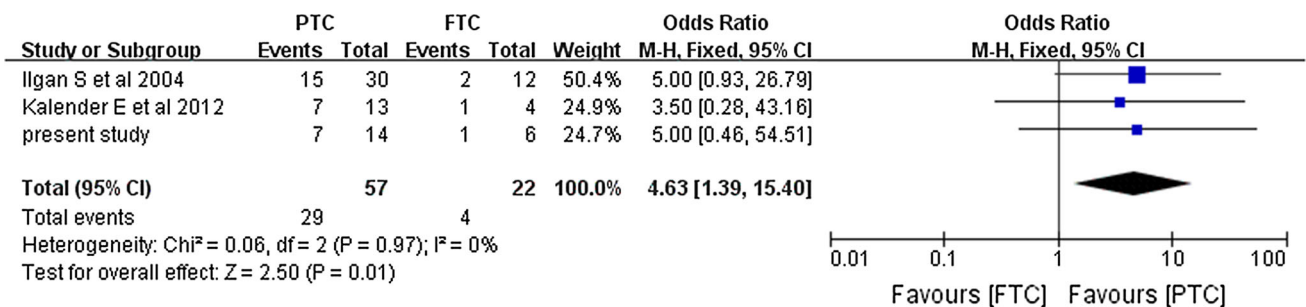 PTC FTC Odds Ratio Odds Ratio
Study or Subgroup Events Total Events Total Weight M-H, Fixed, 95% CI M-H, Fixed, 95% CI
Ilgan S et al 2004 15 30 2 12 50.4% 5.00 [0.93, 26.79]
Kalender E et al 2012 7 13 1 4 24.9% 3.50 [0.28, 43.16]
present study 7 14 1 6 24.7% 5.00 [0.46, 54.51]
Total (95% CI) 57 22 100.0% 4.63 [1.39, 15.40]
Total events 29 4
Heterogeneity: Chi² = 0.06, df = 2 (P = 0.97); I² = 0%
Test for overall effect: Z = 2.50 (P = 0.01)
0.01 0.1 1 10 100
Favours [FTC] Favours [PTC]